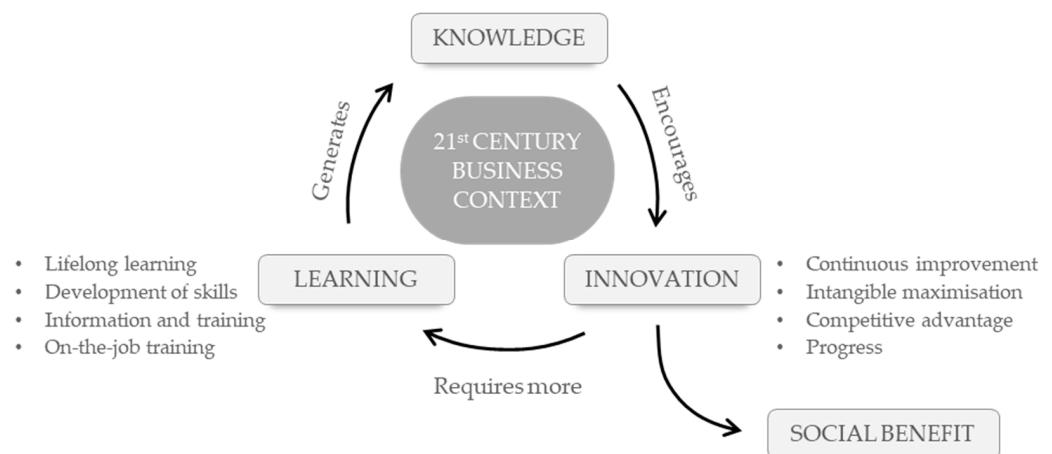 KNOWLEDGE
Generates
Encourages
21st CENTURY
BUSINESS
CONTEXT
• Lifelong learning
• Development of skills
• Information and training
• On-the-job training
LEARNING
INNOVATION
• Continuous improvement
• Intangible maximisation
• Competitive advantage
• Progress
Requires more
SOCIAL BENEFIT